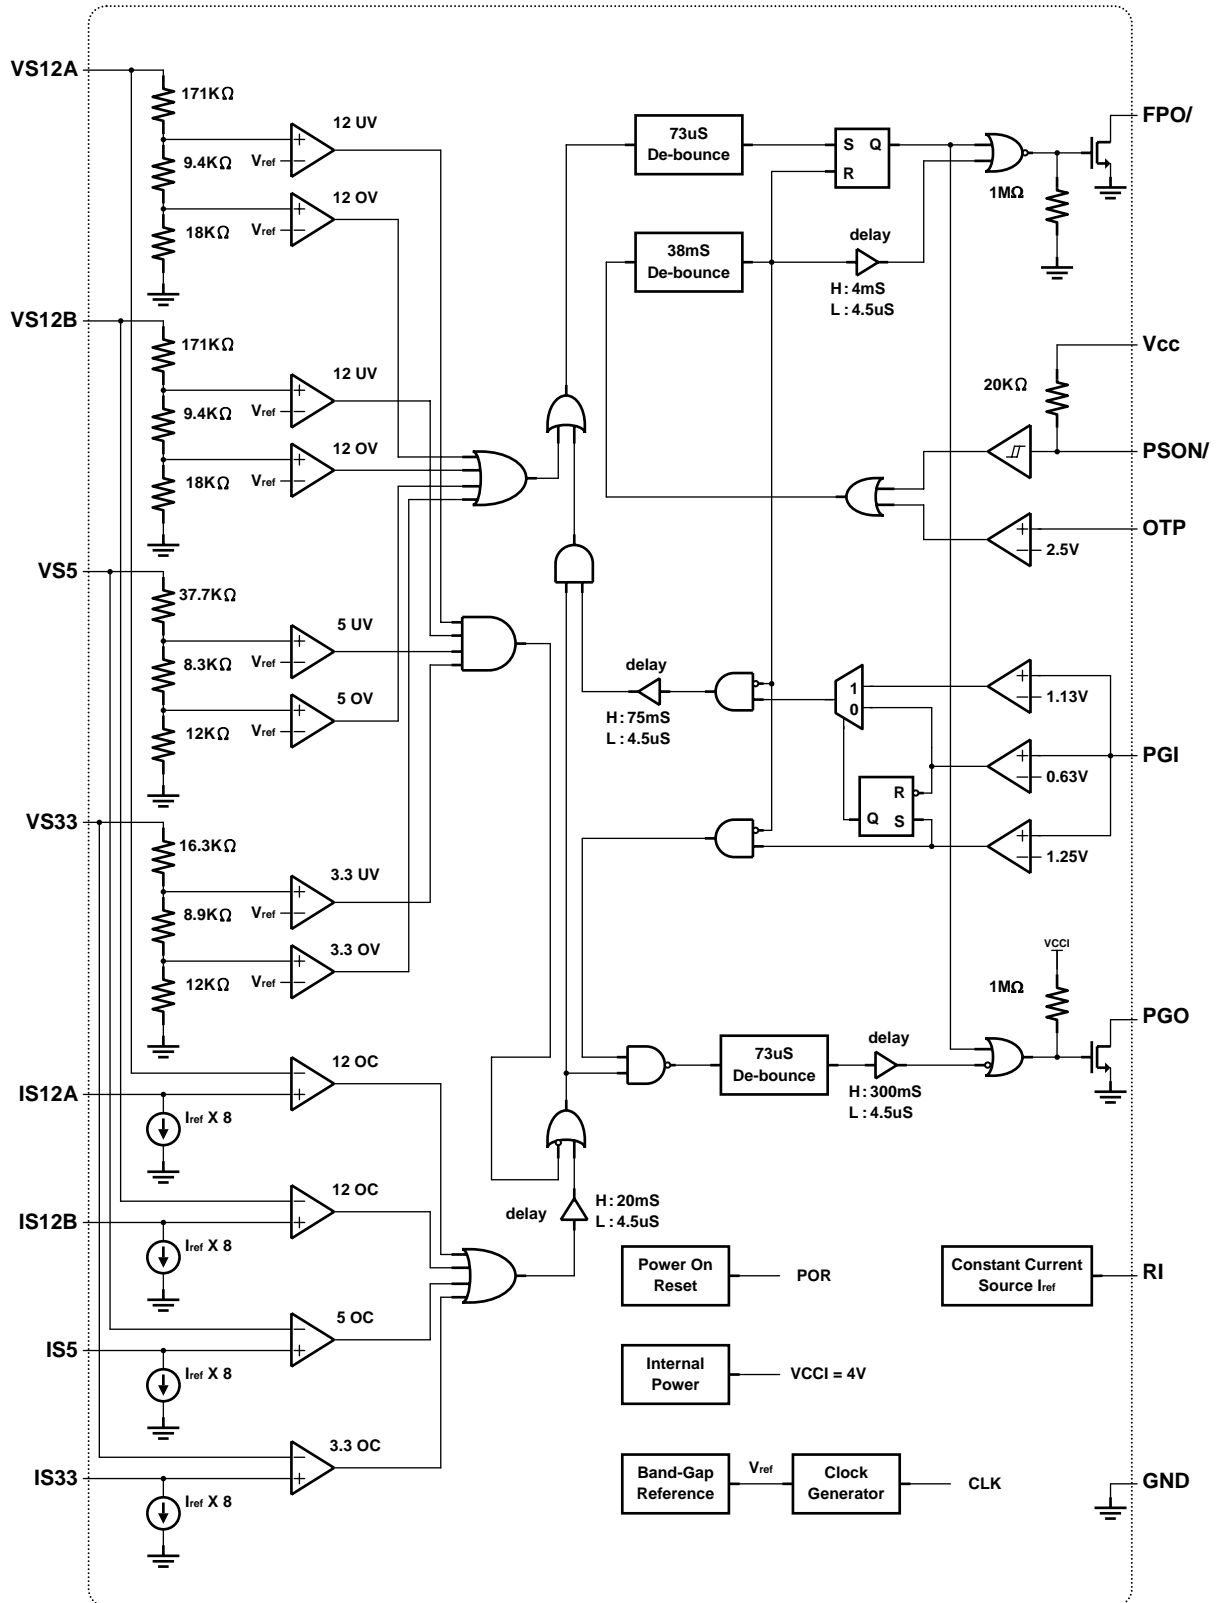 VS12A
171KΩ
12 UV
+
Vref
−
9.4KΩ
12 OV
+
Vref
−
18KΩ
VS12B
171KΩ
12 UV
+
Vref
−
9.4KΩ
12 OV
+
Vref
−
18KΩ
VS5
37.7KΩ
5 UV
+
Vref
−
8.3KΩ
5 OV
+
Vref
−
12KΩ
VS33
16.3KΩ
3.3 UV
+
Vref
−
8.9KΩ
3.3 OV
+
Vref
−
12KΩ
12 OC
−
+
IS12A
Iref X 8
12 OC
−
+
IS12B
Iref X 8
5 OC
−
+
IS5
Iref X 8
3.3 OC
−
+
IS33
Iref X 8
73uS
De-bounce
S Q
R
FPO/
1MΩ
38mS
De-bounce
delay
H : 4mS
L : 4.5uS
Vcc
20KΩ
PSON/
OTP
+
−
2.5V
delay
H : 75mS
L : 4.5uS
1
0
+
−
1.13V
PGI
+
−
0.63V
R
Q S
+
−
1.25V
VCCI
1MΩ
PGO
73uS
De-bounce
delay
H : 300mS
L : 4.5uS
delay
H : 20mS
L : 4.5uS
Power On
Reset
POR
Constant Current
Source Iref
RI
Internal
Power
VCCI = 4V
Band-Gap
Reference
Vref
Clock
Generator
CLK
GND